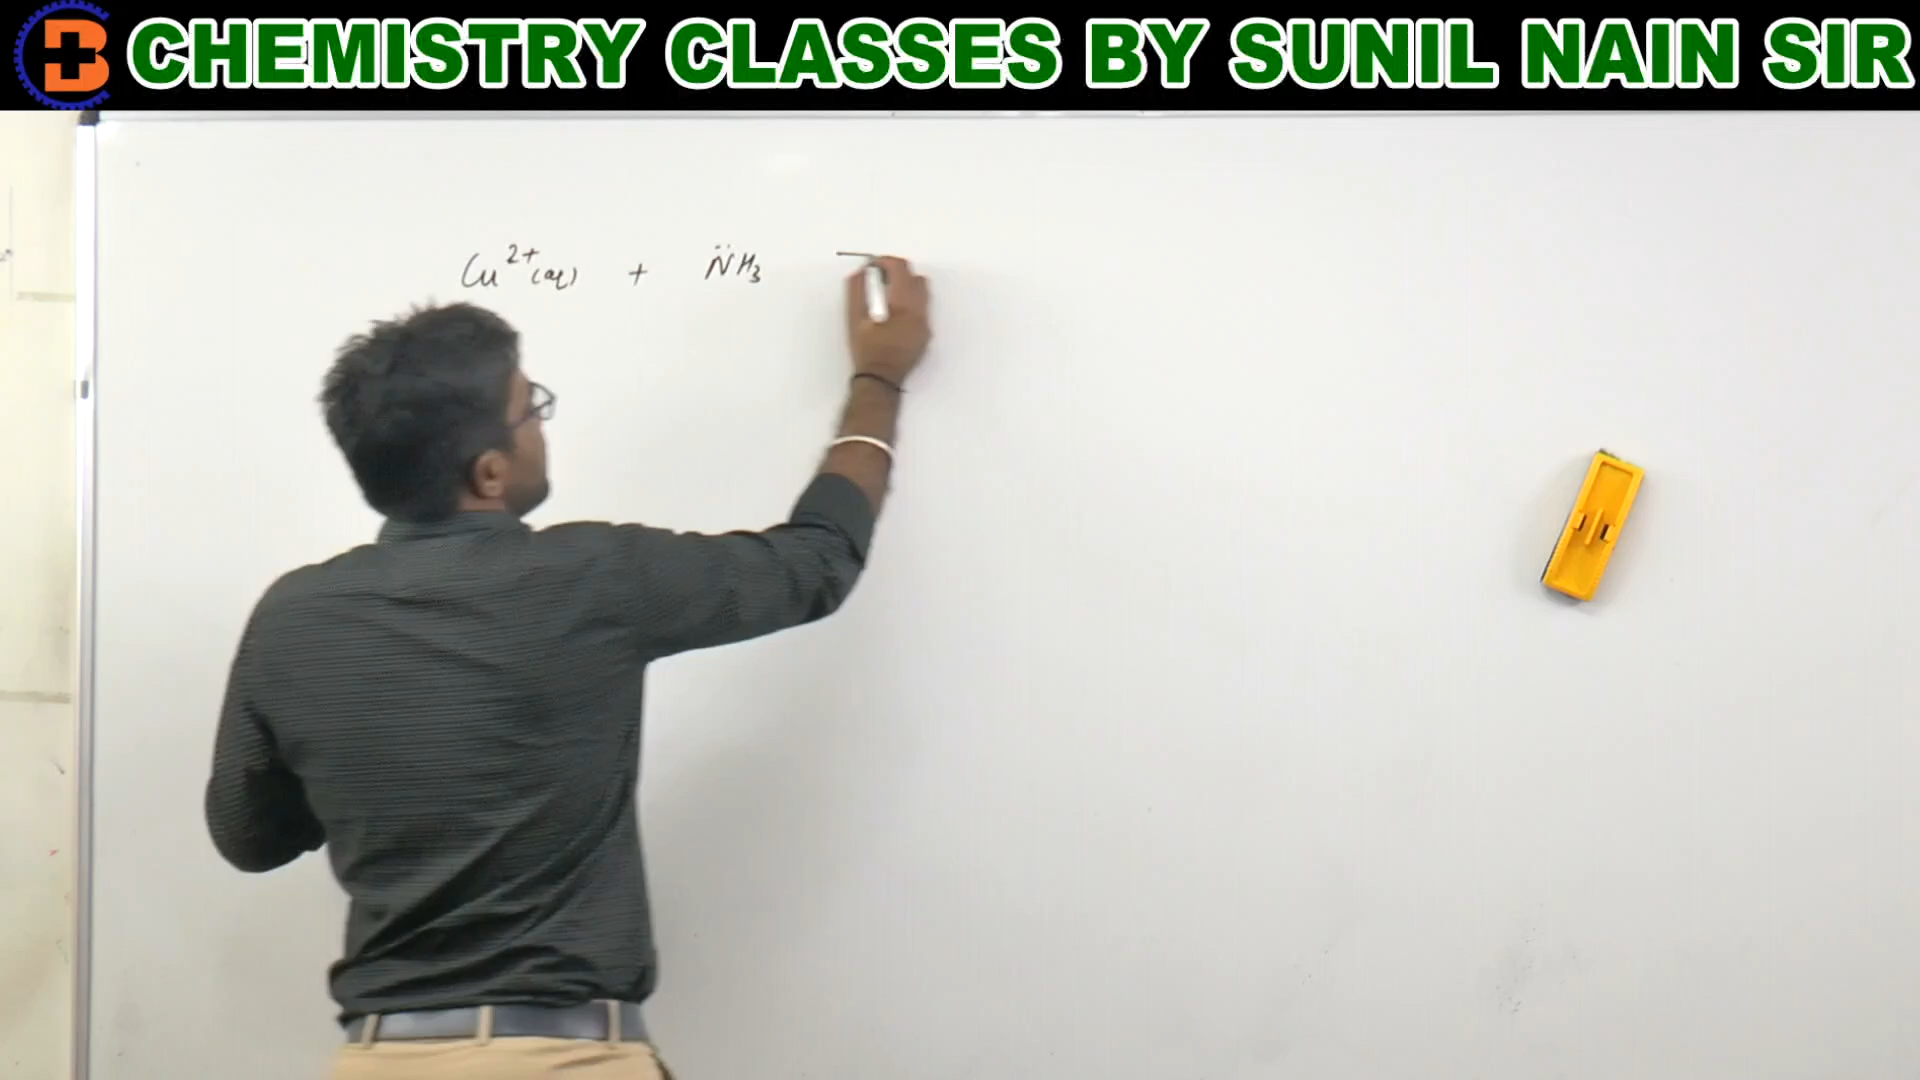 CHEMISTRY CLASSES BY SUNIL NAIN SIR
Cu²⁺(aq) + N̈H₃